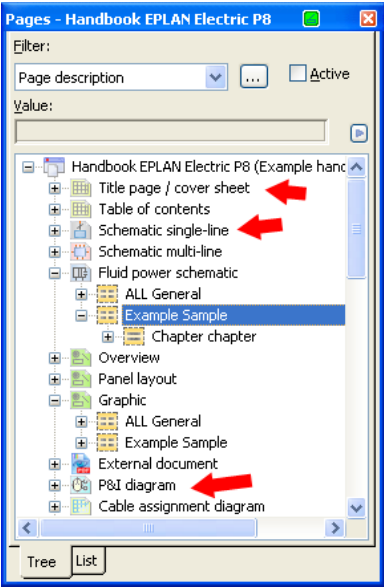 Pages - Handbook EPLAN Electric P8
Filter:
Page description
...
Active
Value:
Handbook EPLAN Electric P8 (Example hanc
Title page / cover sheet
Table of contents
Schematic single-line
Schematic multi-line
Fluid power schematic
ALL General
Example Sample
Chapter chapter
Overview
Panel layout
Graphic
ALL General
Example Sample
External document
P&I diagram
Cable assignment diagram
Tree List